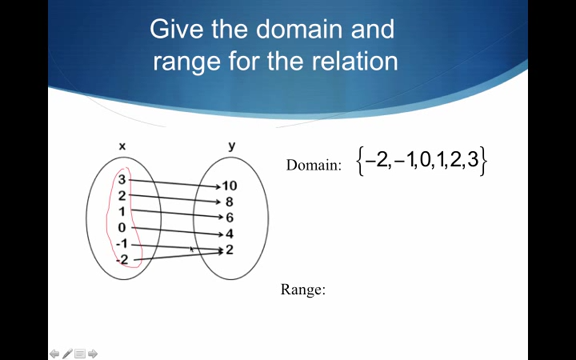 Give the domain and
range for the relation
x y
3 10
2 8
1 6
0 4
-1 2
-2
Domain: {−2,−1,0,1,2,3}
Range: